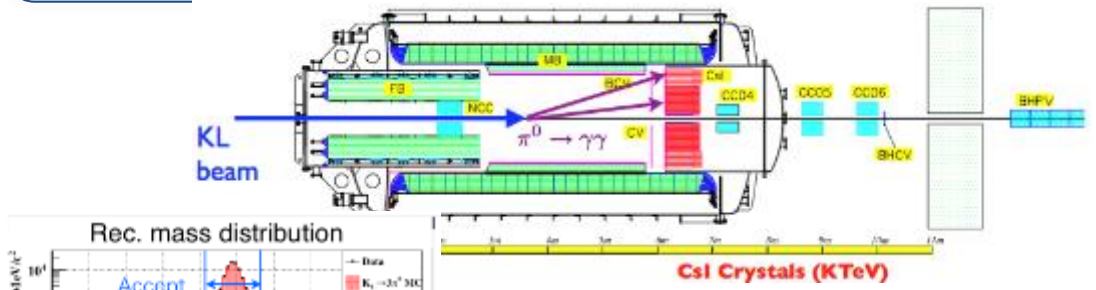 MB
FB
BCV
CsI
NCC
CC04
CC05
CC06
BHPV
KL
beam
π⁰ → γγ
CV
BHCV
Rec. mass distribution
Data
10⁴
Accept
CsI Crystals (KTeV)